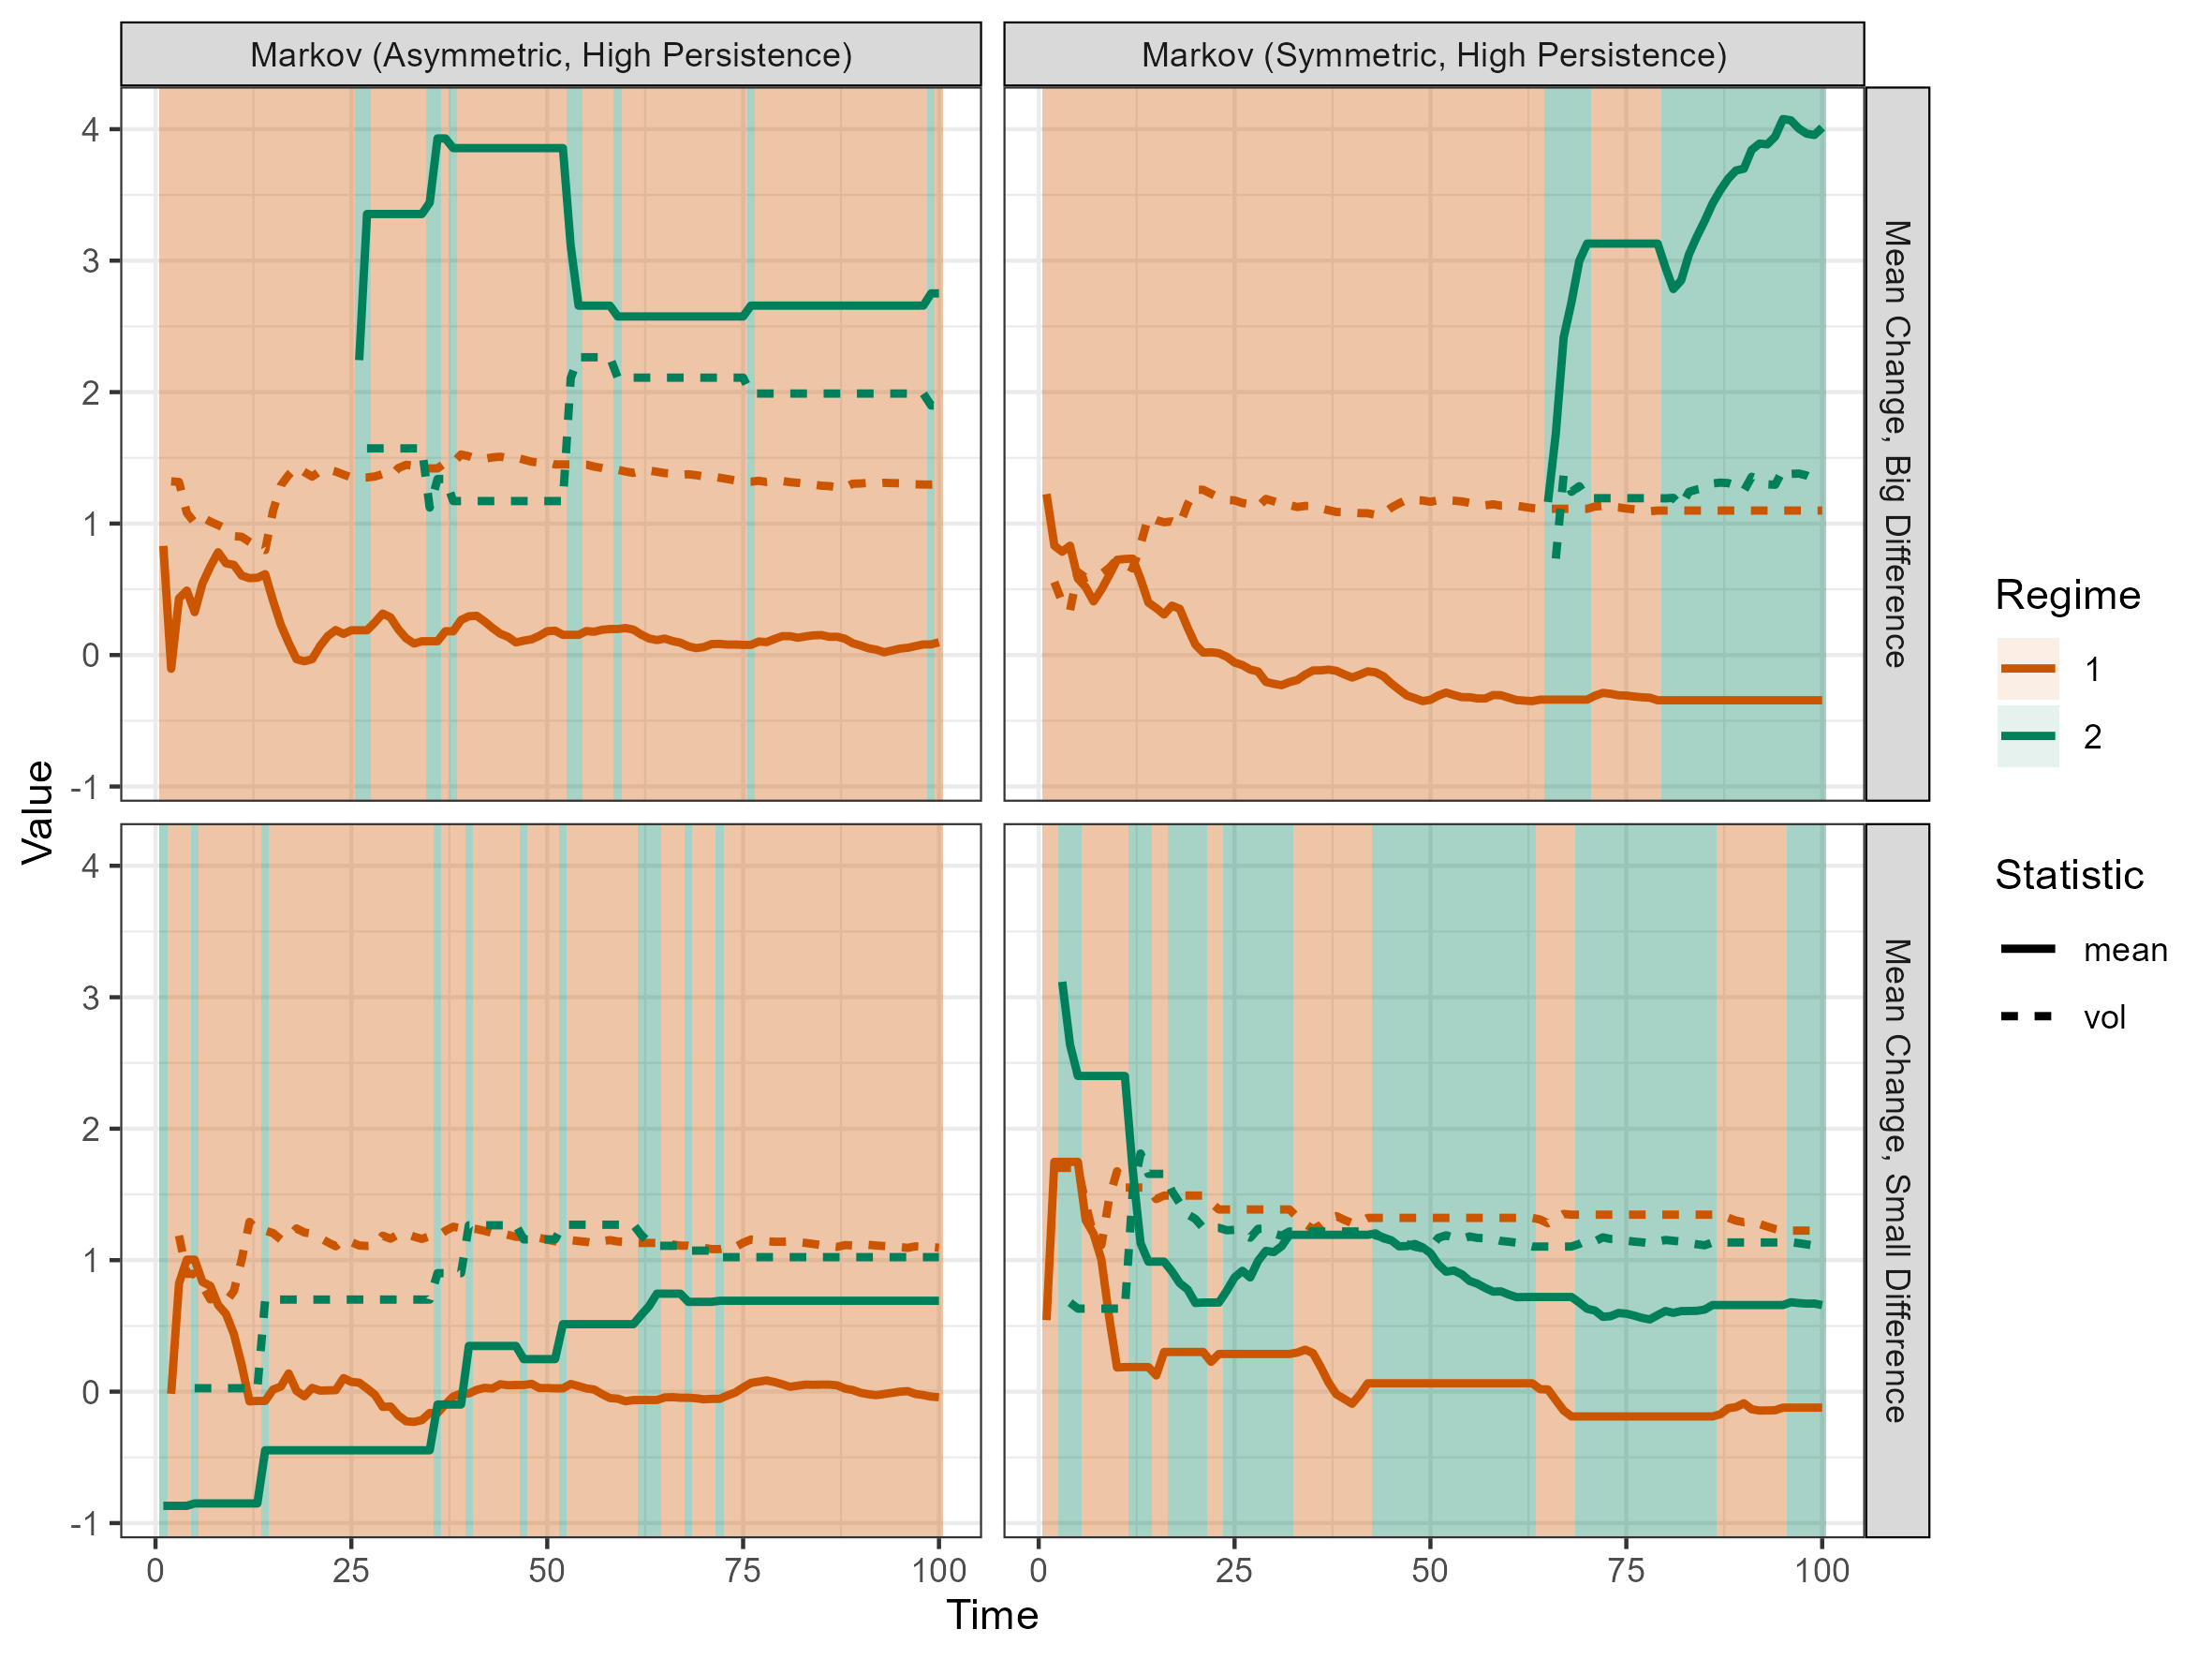 Markov (Asymmetric, High Persistence)
Markov (Symmetric, High Persistence)
4
3
2
1
0
-1
Mean Change, Big Difference
4
3
2
1
0
-1
Mean Change, Small Difference
0 25 50 75 100
0 25 50 75 100
Time
Value
Regime
1
2
Statistic
mean
vol